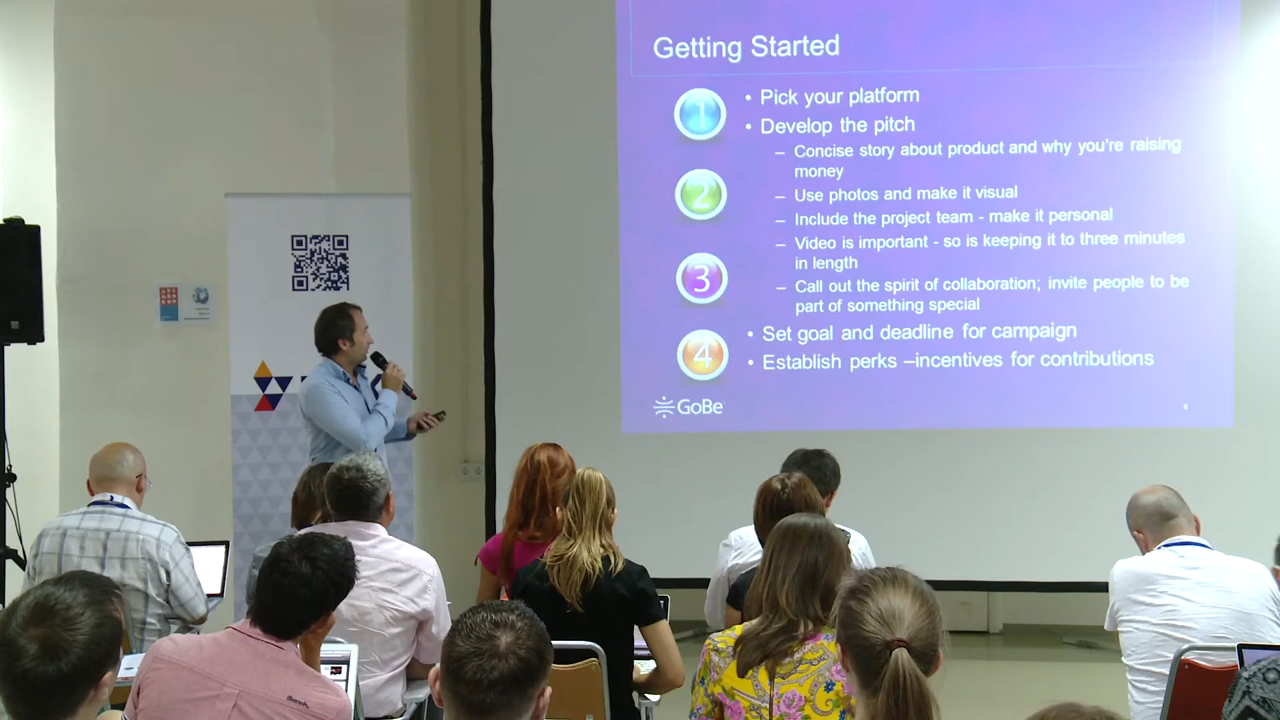 Getting Started
1
• Pick your platform
• Develop the pitch
– Concise story about product and why you're raising
money
2
– Use photos and make it visual
– Include the project team - make it personal
– Video is important - so is keeping it to three minutes
in length
3
– Call out the spirit of collaboration; invite people to be
part of something special
• Set goal and deadline for campaign
4
• Establish perks –incentives for contributions
GoBe
Bench.